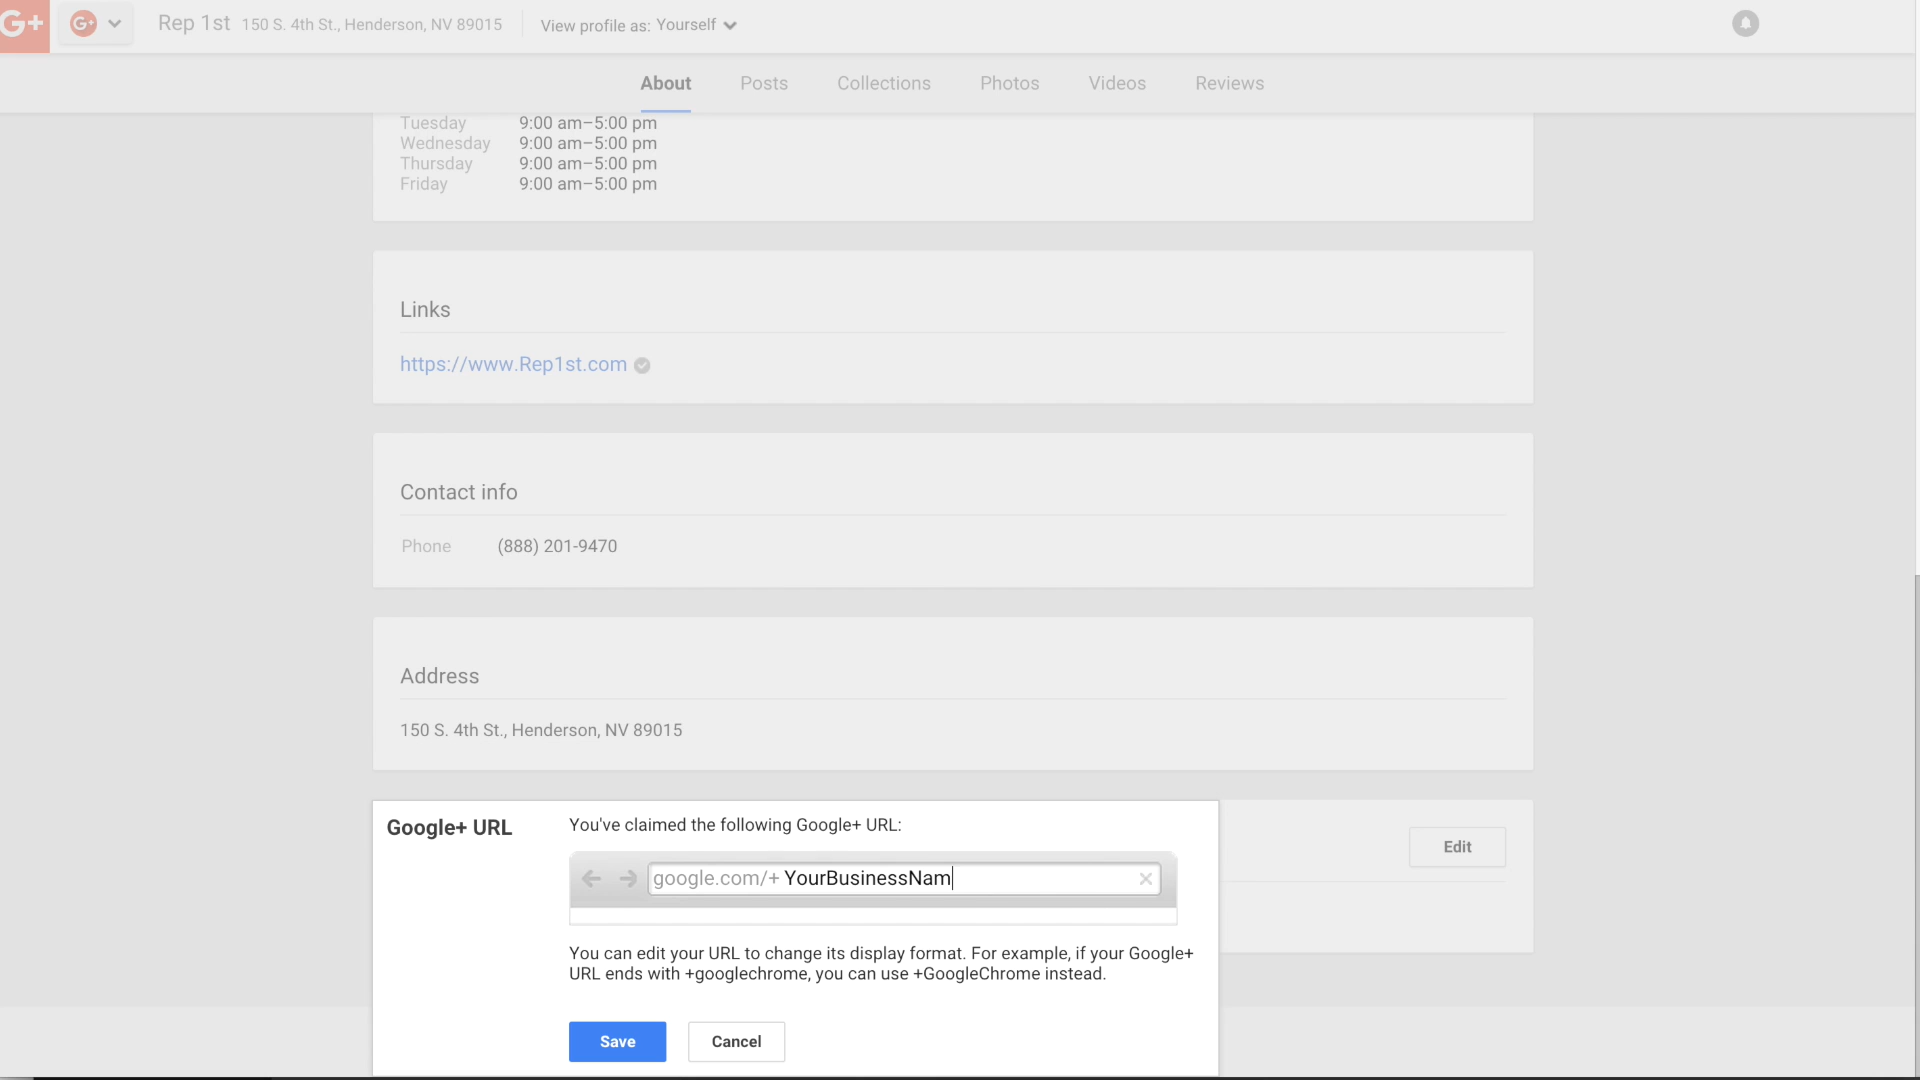 G+ G+ Rep 1st 150 S. 4th St., Henderson, NV 89015 View profile as: Yourself
About Posts Collections Photos Videos Reviews
Tuesday 9:00 am–5:00 pm
Wednesday 9:00 am–5:00 pm
Thursday 9:00 am–5:00 pm
Friday 9:00 am–5:00 pm
Links
https://www.Rep1st.com
Contact info
Phone (888) 201-9470
Address
150 S. 4th St., Henderson, NV 89015
Google+ URL You've claimed the following Google+ URL:
Edit
google.com/+ YourBusinessNam
You can edit your URL to change its display format. For example, if your Google+
URL ends with +googlechrome, you can use +GoogleChrome instead.
Save Cancel